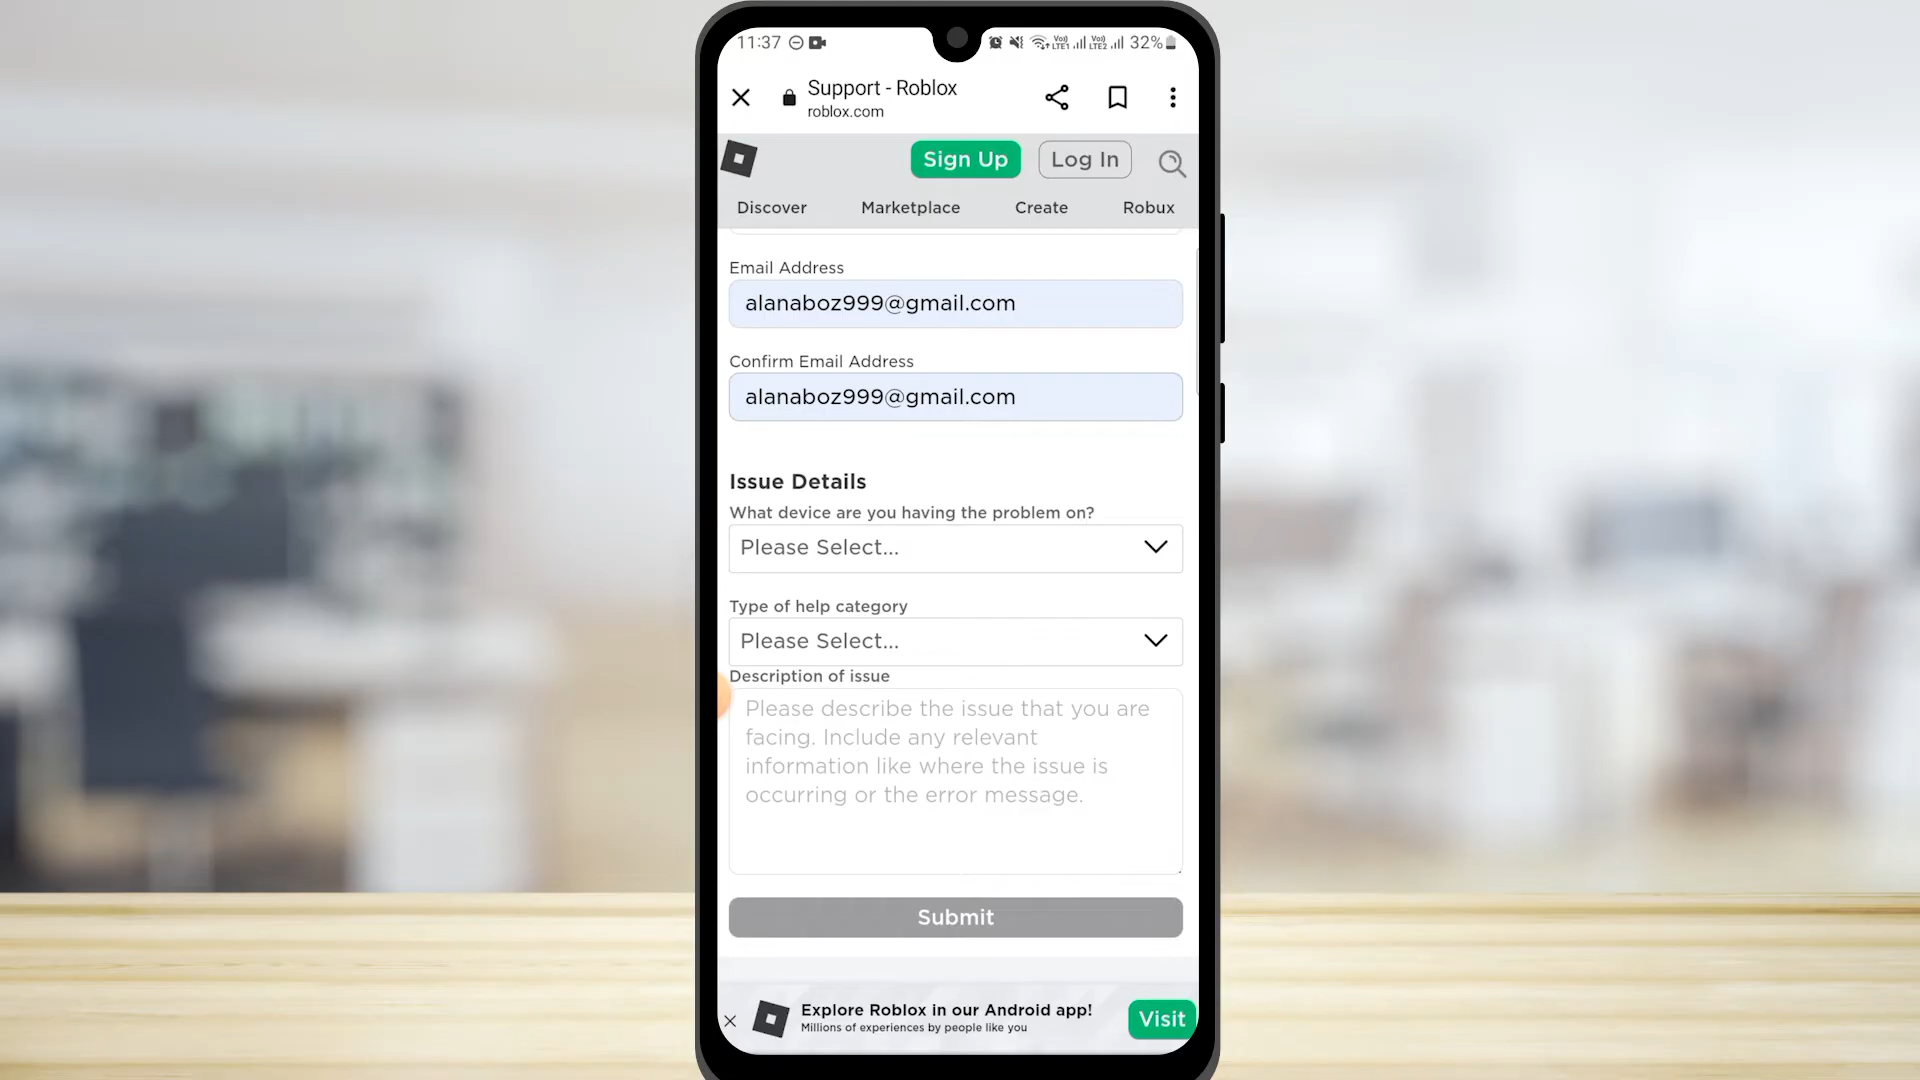 11:37
Vo)) LTE1 Vo)) LTE2 32%
Support - Roblox
roblox.com
Sign Up Log In
Discover Marketplace Create Robux
Email Address
alanaboz999@gmail.com
Confirm Email Address
alanaboz999@gmail.com
Issue Details
What device are you having the problem on?
Please Select...
Type of help category
Please Select...
Description of issue
Please describe the issue that you are
facing. Include any relevant
information like where the issue is
occurring or the error message.
Submit
Explore Roblox in our Android app!
Millions of experiences by people like you
Visit